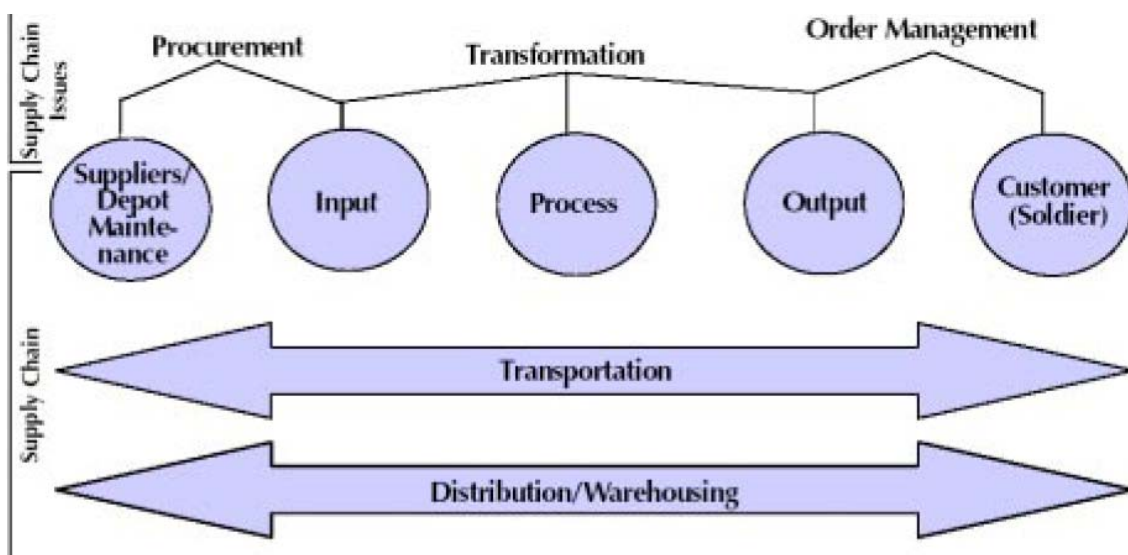 Supply Chain
Issues
Procurement
Transformation
Order Management
Suppliers/
Depot
Mainte-
nance
Input
Process
Output
Customer
(Soldier)
Supply Chain
Transportation
Distribution/Warehousing